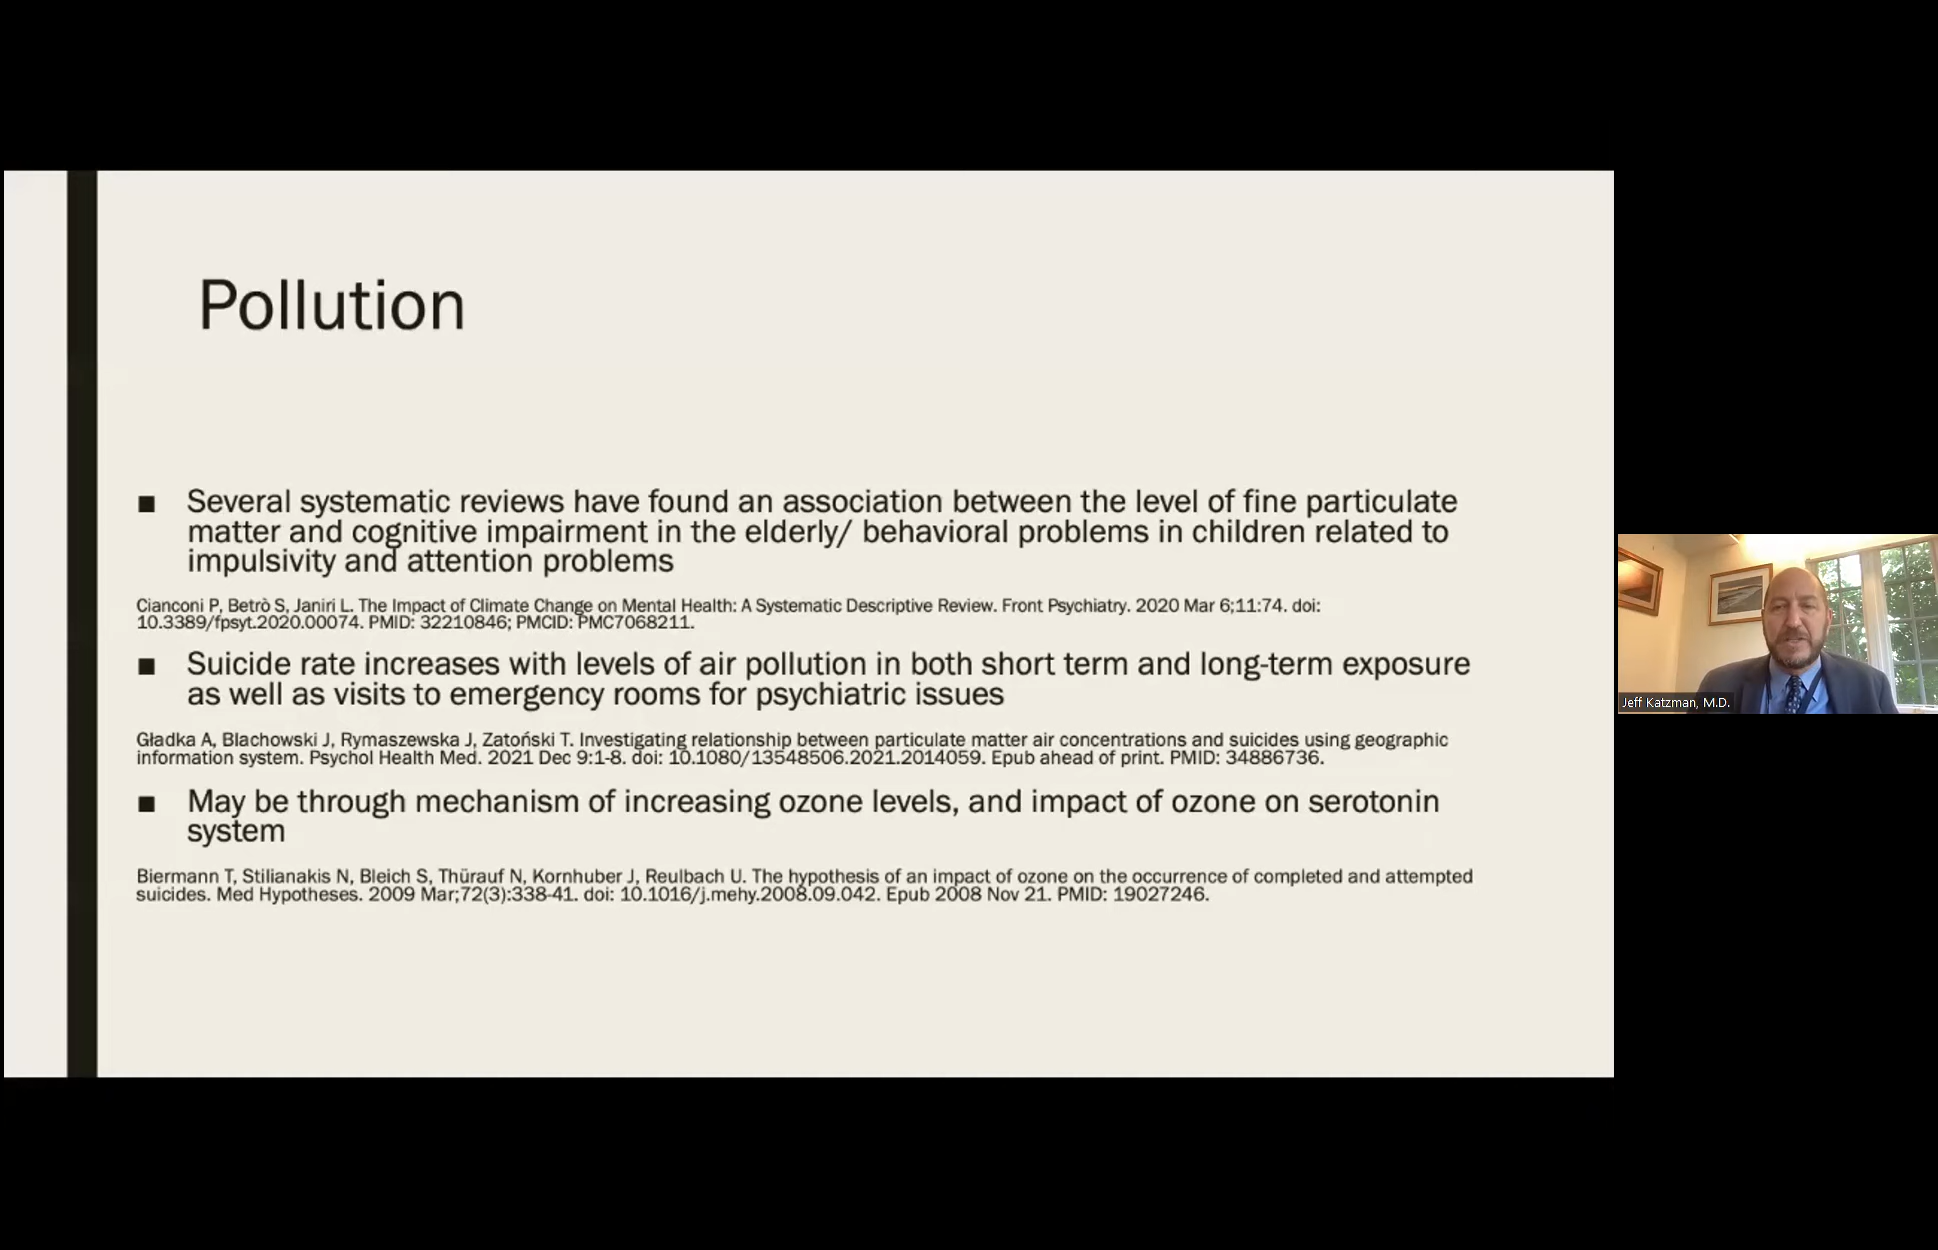 Pollution
■ Several systematic reviews have found an association between the level of fine particulate
matter and cognitive impairment in the elderly/ behavioral problems in children related to
impulsivity and attention problems
Cianconi P, Betrò S, Janiri L. The Impact of Climate Change on Mental Health: A Systematic Descriptive Review. Front Psychiatry. 2020 Mar 6;11:74. doi:
10.3389/fpsyt.2020.00074. PMID: 32210846; PMCID: PMC7068211.
■ Suicide rate increases with levels of air pollution in both short term and long-term exposure
as well as visits to emergency rooms for psychiatric issues
Gładka A, Blachowski J, Rymaszewska J, Zatoński T. Investigating relationship between particulate matter air concentrations and suicides using geographic
information system. Psychol Health Med. 2021 Dec 9:1-8. doi: 10.1080/13548506.2021.2014059. Epub ahead of print. PMID: 34886736.
■ May be through mechanism of increasing ozone levels, and impact of ozone on serotonin
system
Biermann T, Stilianakis N, Bleich S, Thürauf N, Kornhuber J, Reulbach U. The hypothesis of an impact of ozone on the occurrence of completed and attempted
suicides. Med Hypotheses. 2009 Mar;72(3):338-41. doi: 10.1016/j.mehy.2008.09.042. Epub 2008 Nov 21. PMID: 19027246.
Jeff Katzman, M.D.